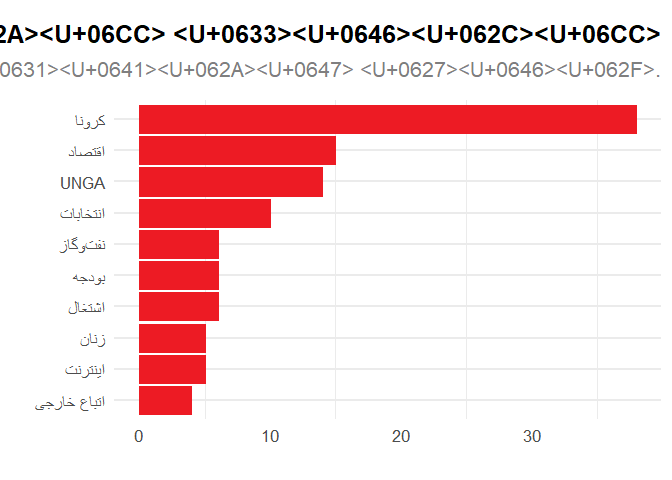 2A><U+06CC> <U+0633><U+0646><U+062C><U+06CC>
0631><U+0641><U+062A><U+0647> <U+0627><U+0646><U+062F>.
کرونا
اقتصاد
UNGA
انتخابات
نفت‌وگاز
بودجه
اشتغال
زنان
اینترنت
اتباع خارجی
0 10 20 30